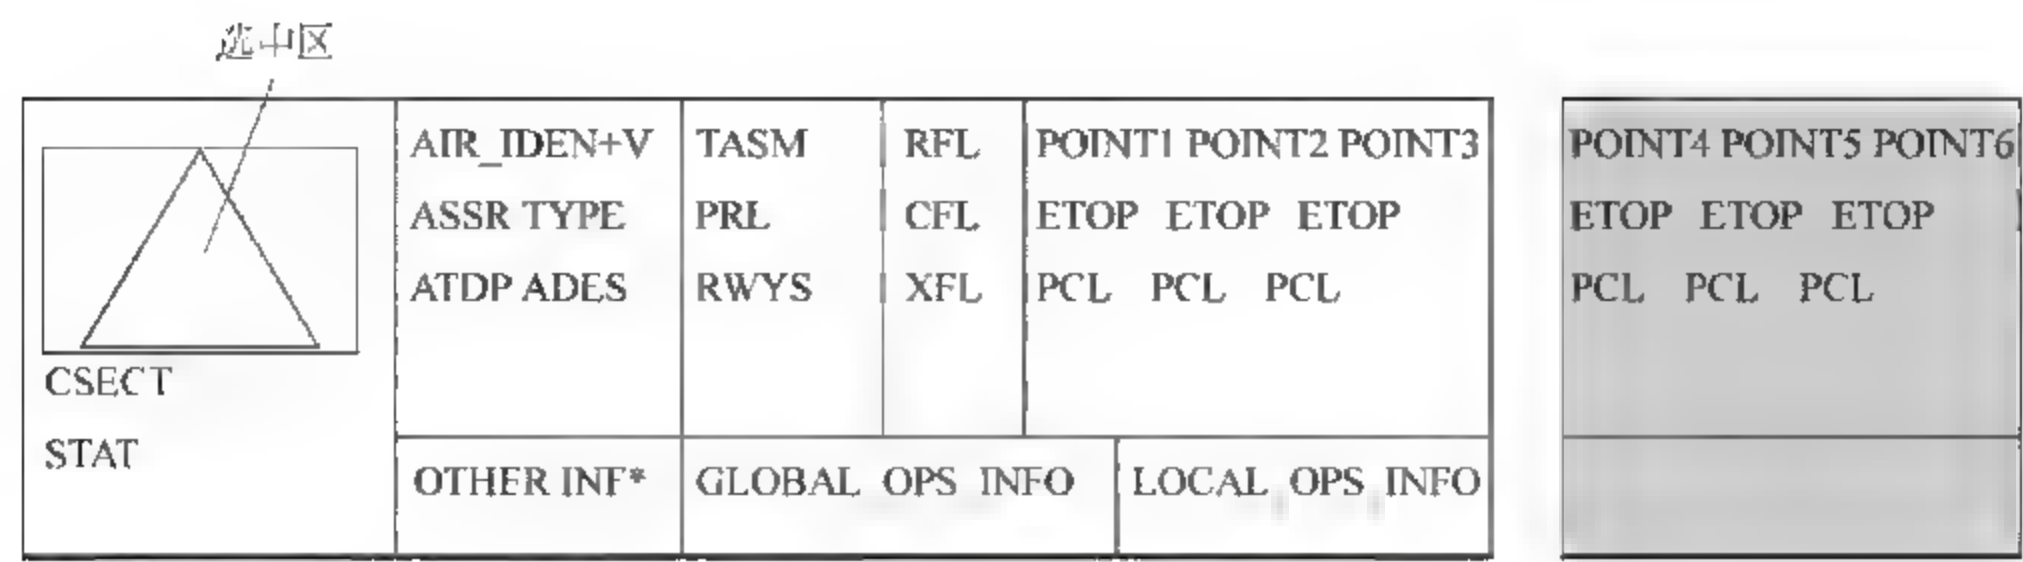 选中区
AIR_IDEN+V TASM RFL POINT1 POINT2 POINT3 POINT4 POINT5 POINT6
ASSR TYPE PRL CFL ETOP ETOP ETOP ETOP ETOP ETOP
ATDP ADES RWYS XFL PCL PCL PCL PCL PCL PCL
CSECT
STAT
OTHER INF* GLOBAL OPS INFO LOCAL OPS INFO